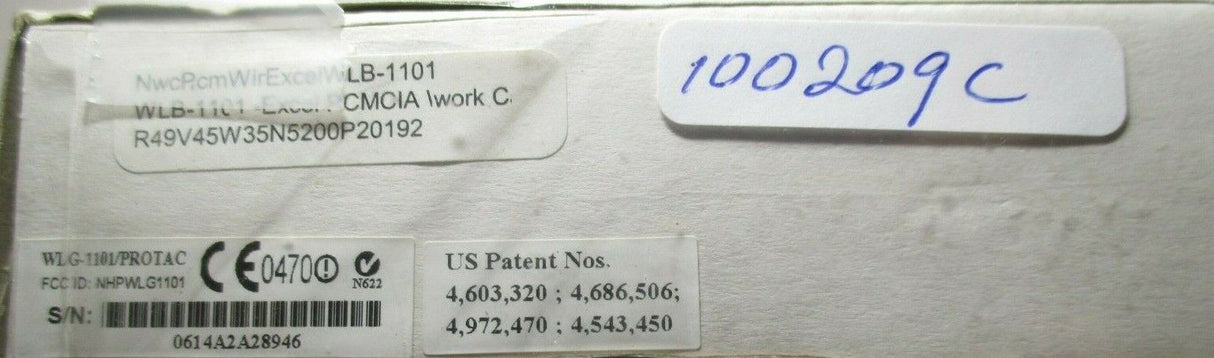 NwcPcmWirExcelWLB-1101
WLB-1101 -Excel PCMCIA \work C.
R49V45W35N5200P20192
100209C
WLG-1101/PROTAC
FCC ID: NHPWLG1101
CE0470
N622
S/N:
0614A2A28946
US Patent Nos.
4,603,320 ; 4,686,506;
4,972,470 ; 4,543,450